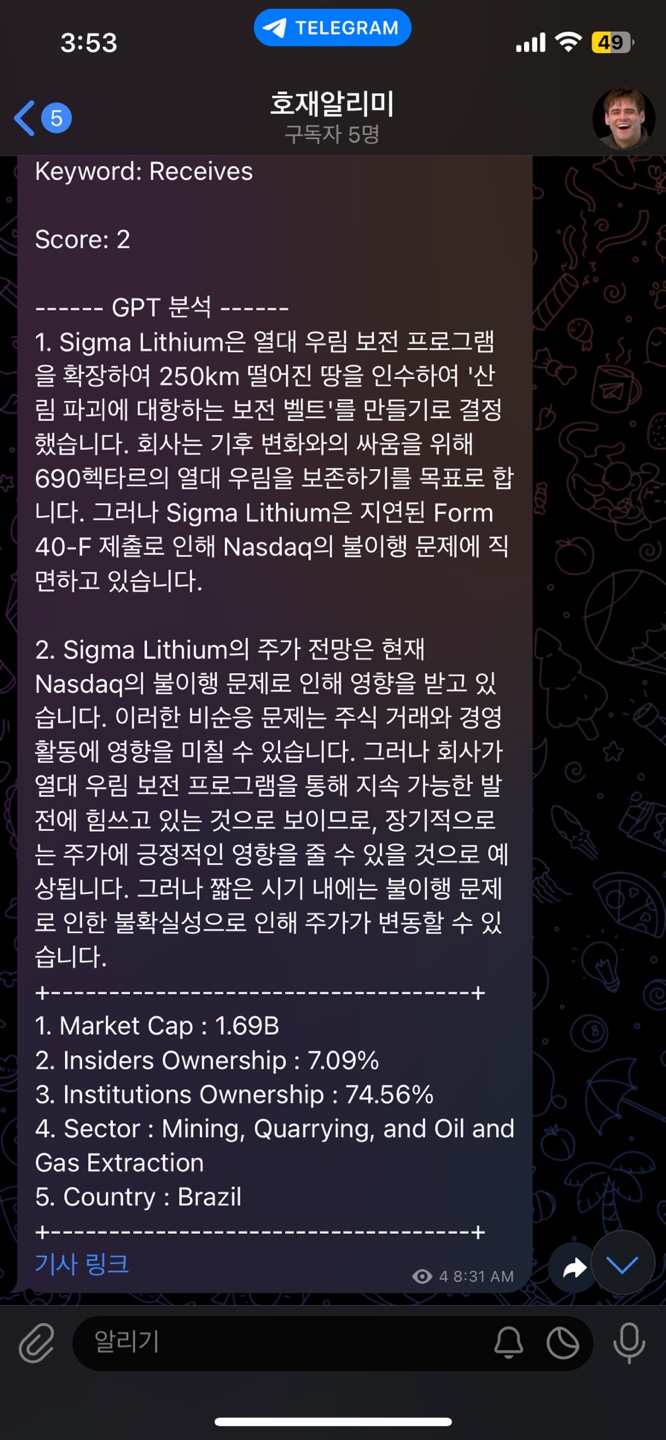 3:53
TELEGRAM
49
5
호재알리미
구독자 5명
Keyword: Receives
Score: 2
------ GPT 분석 ------
1. Sigma Lithium은 열대 우림 보전 프로그램
을 확장하여 250km 떨어진 땅을 인수하여 '산
림 파괴에 대항하는 보전 벨트'를 만들기로 결정
했습니다. 회사는 기후 변화와의 싸움을 위해
690헥타르의 열대 우림을 보존하기를 목표로 합
니다. 그러나 Sigma Lithium은 지연된 Form
40-F 제출로 인해 Nasdaq의 불이행 문제에 직
면하고 있습니다.
2. Sigma Lithium의 주가 전망은 현재
Nasdaq의 불이행 문제로 인해 영향을 받고 있
습니다. 이러한 비순응 문제는 주식 거래와 경영
활동에 영향을 미칠 수 있습니다. 그러나 회사가
열대 우림 보전 프로그램을 통해 지속 가능한 발
전에 힘쓰고 있는 것으로 보이므로, 장기적으로
는 주가에 긍정적인 영향을 줄 수 있을 것으로 예
상됩니다. 그러나 짧은 시기 내에는 불이행 문제
로 인한 불확실성으로 인해 주가가 변동할 수 있
습니다.
+------------------------------------+
1. Market Cap : 1.69B
2. Insiders Ownership : 7.09%
3. Institutions Ownership : 74.56%
4. Sector : Mining, Quarrying, and Oil and
Gas Extraction
5. Country : Brazil
+------------------------------------+
기사 링크
4 8:31 AM
알리기